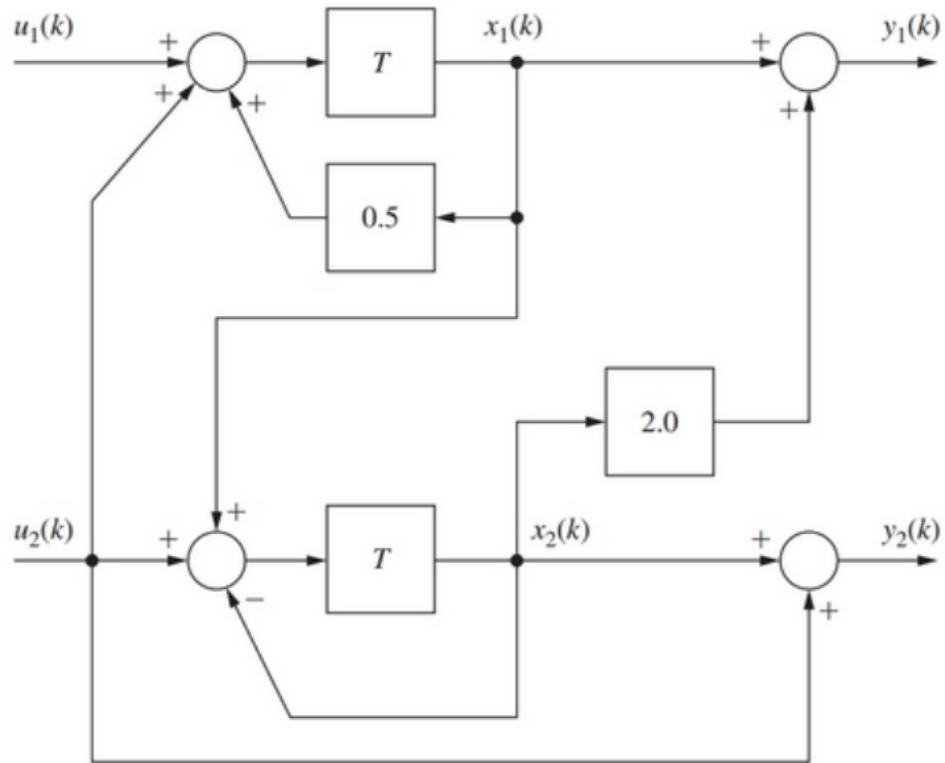 u₁(k) x₁(k) y₁(k)
+ + T +
+ +
0.5
2.0
u₂(k) + x₂(k) y₂(k)
+ T +
− +